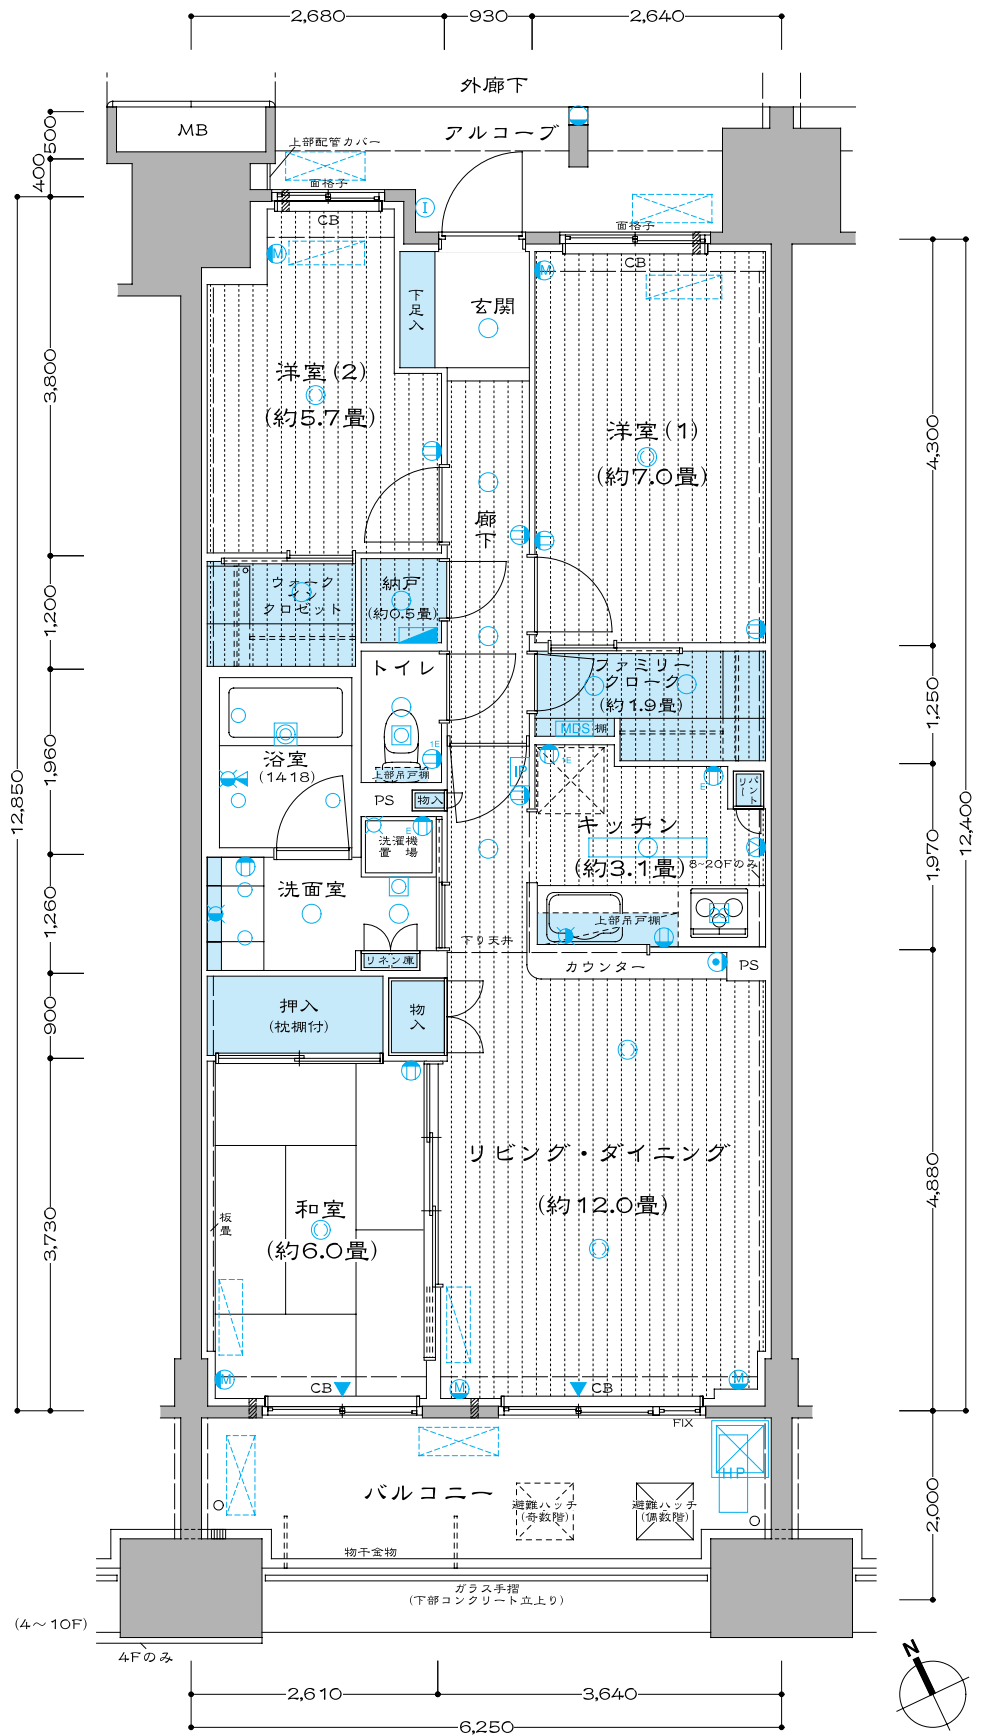 2,680
930
2,640
外廊下
MB
アルコーブ
500
400
上部配管カバー
面格子
CB
I
面格子
CB
M
M
下足入
玄関
洋室(2)
(約5.7畳)
洋室(1)
(約7.0畳)
3,800
4,300
廊下
ウォーク
イン
クロゼット
納戸
(約0.5畳)
1,200
トイレ
ファミリー
クローク
(約1.9畳)
MDS
棚
1,250
1E
上部吊戸棚
浴室
(1418)
1,960
12,850
12,400
IP
E
E
パントリー
PS
物入
キッチン
(約3.1畳)
8~20Fのみ
1,970
E
洗濯機
置場
洗面室
1,260
上部吊戸棚
リネン庫
下り天井
カウンター
PS
押入
(枕棚付)
物入
900
リビング・ダイニング
(約12.0畳)
4,880
和室
(約6.0畳)
板畳
3,730
M
M
M
CB
CB
FIX
HP
バルコニー
避難ハッチ
(奇数階)
避難ハッチ
(偶数階)
2,000
物干金物
ガラス手摺
(下部コンクリート立上り)
(4~10F)
4Fのみ
N
2,610
3,640
6,250